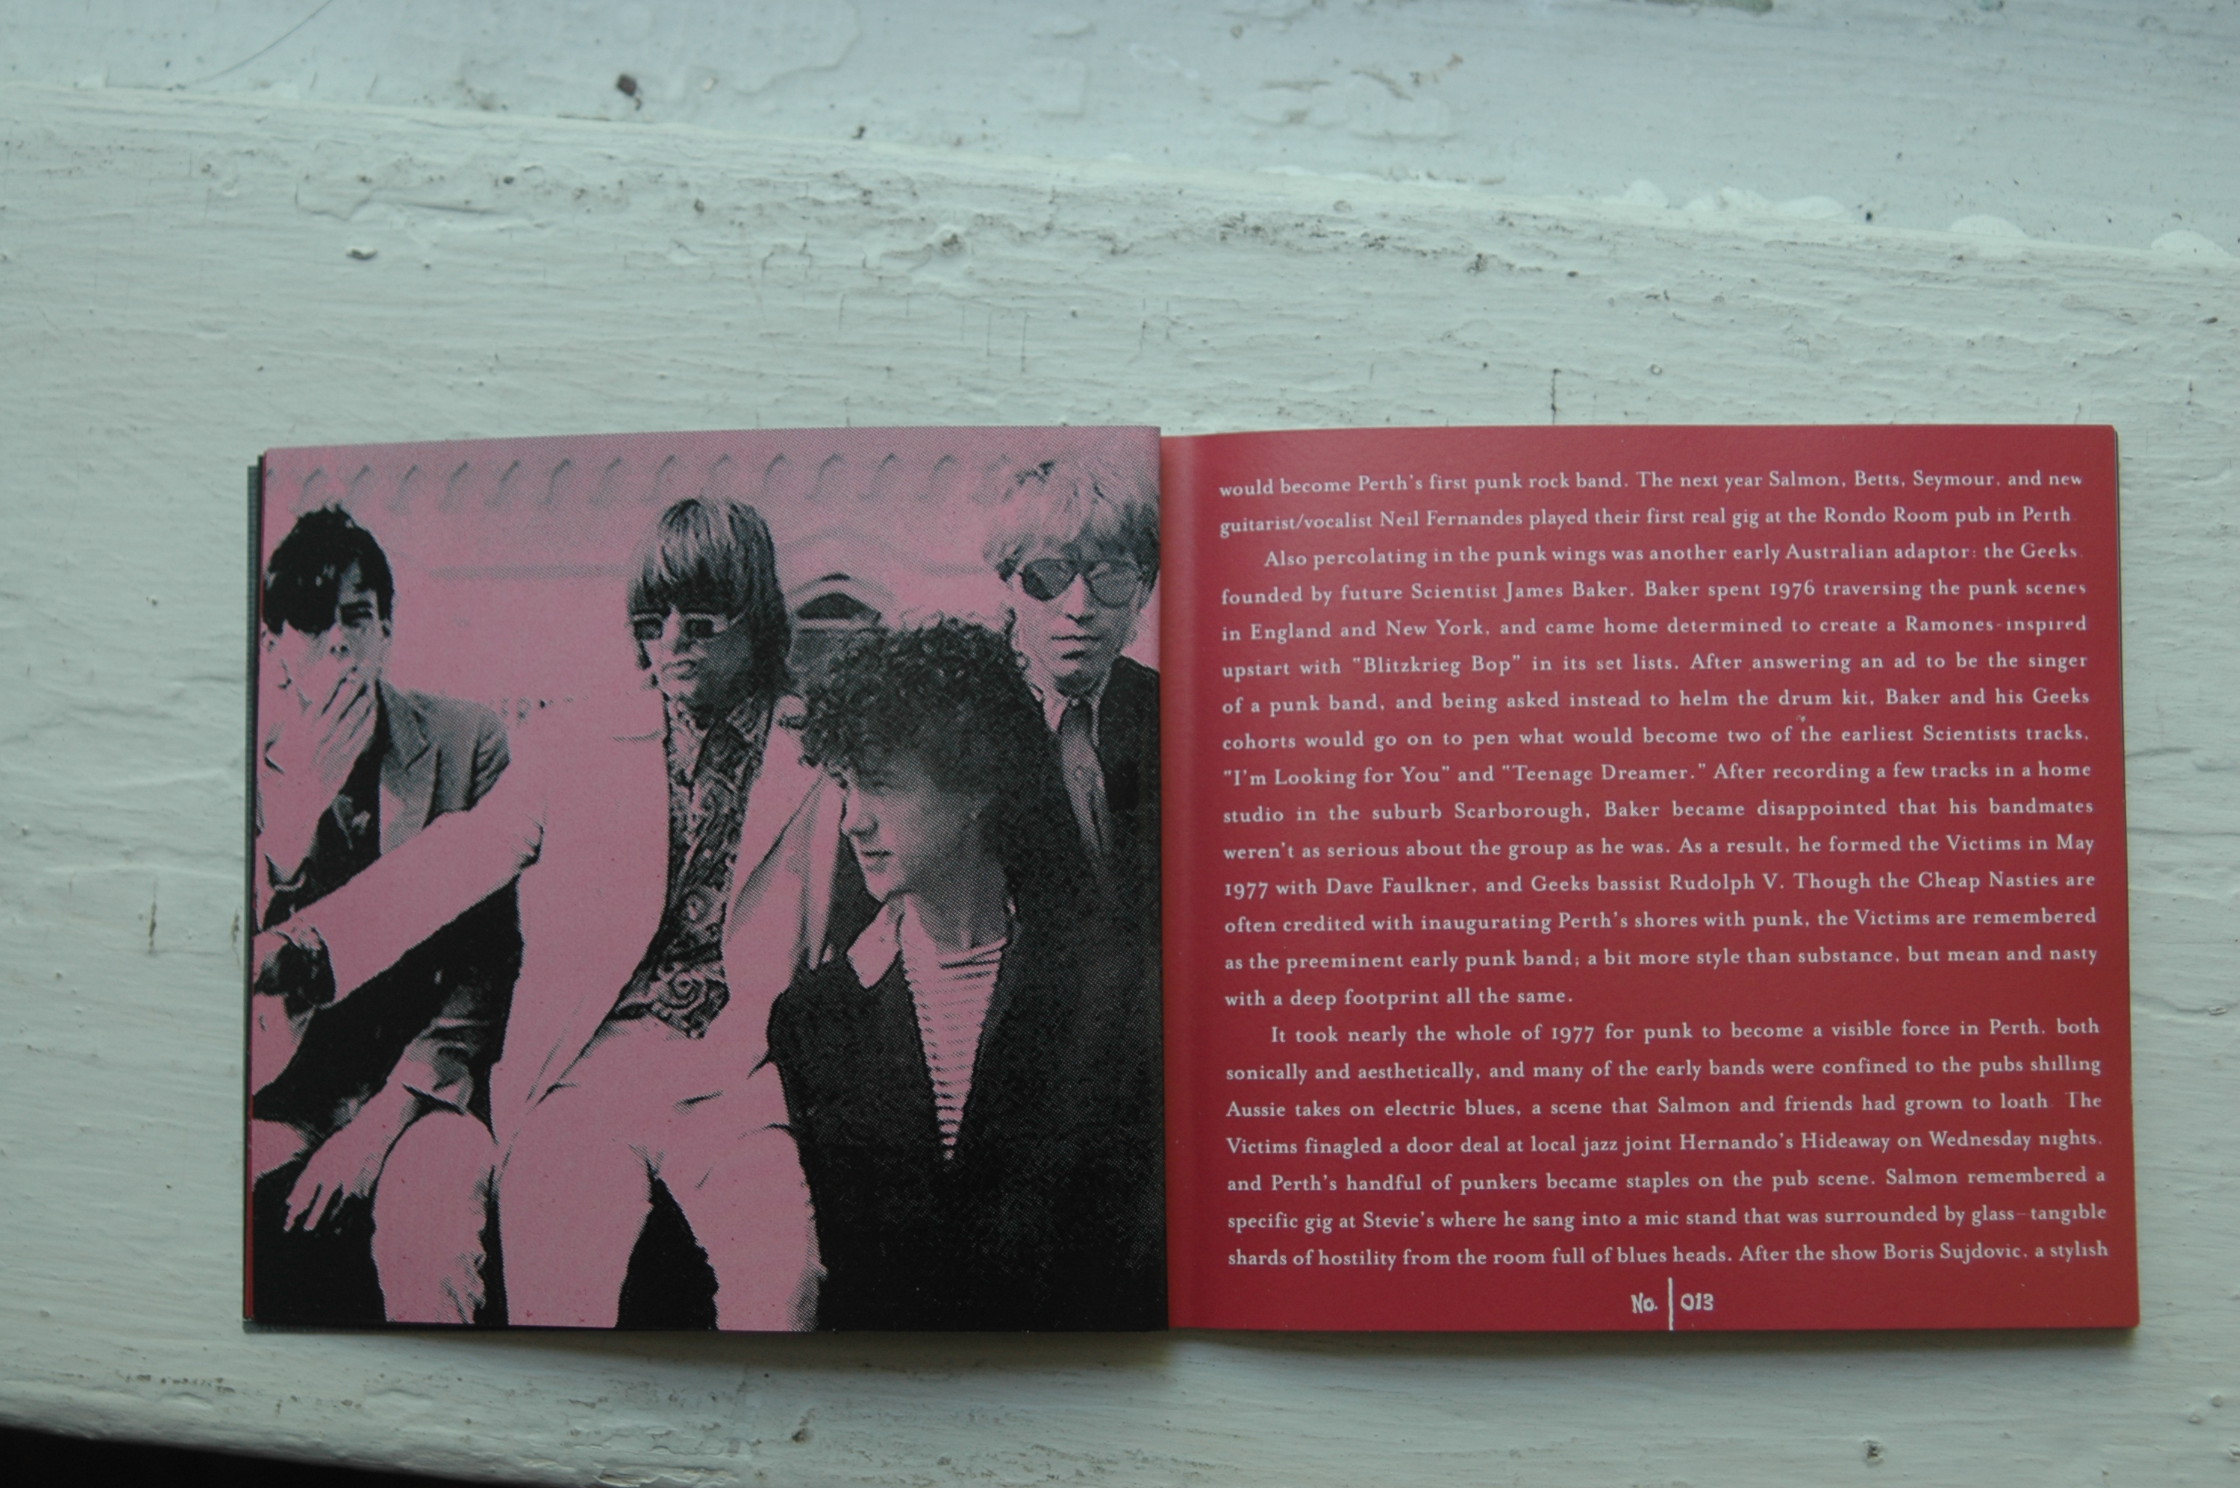 would become Perth's first punk rock band. The next year Salmon, Betts, Seymour, and new
guitarist/vocalist Neil Fernandes played their first real gig at the Rondo Room pub in Perth.
Also percolating in the punk wings was another early Australian adaptor: the Geeks,
founded by future Scientist James Baker. Baker spent 1976 traversing the punk scenes
in England and New York, and came home determined to create a Ramones-inspired
upstart with "Blitzkrieg Bop" in its set lists. After answering an ad to be the singer
of a punk band, and being asked instead to helm the drum kit, Baker and his Geeks
cohorts would go on to pen what would become two of the earliest Scientists tracks,
"I'm Looking for You" and "Teenage Dreamer." After recording a few tracks in a home
studio in the suburb Scarborough, Baker became disappointed that his bandmates
weren't as serious about the group as he was. As a result, he formed the Victims in May
1977 with Dave Faulkner, and Geeks bassist Rudolph V. Though the Cheap Nasties are
often credited with inaugurating Perth's shores with punk, the Victims are remembered
as the preeminent early punk band; a bit more style than substance, but mean and nasty
with a deep footprint all the same.
It took nearly the whole of 1977 for punk to become a visible force in Perth, both
sonically and aesthetically, and many of the early bands were confined to the pubs shilling
Aussie takes on electric blues, a scene that Salmon and friends had grown to loath. The
Victims finagled a door deal at local jazz joint Hernando's Hideaway on Wednesday nights,
and Perth's handful of punkers became staples on the pub scene. Salmon remembered a
specific gig at Stevie's where he sang into a mic stand that was surrounded by glass—tangible
shards of hostility from the room full of blues heads. After the show Boris Sujdovic, a stylish
No. 013